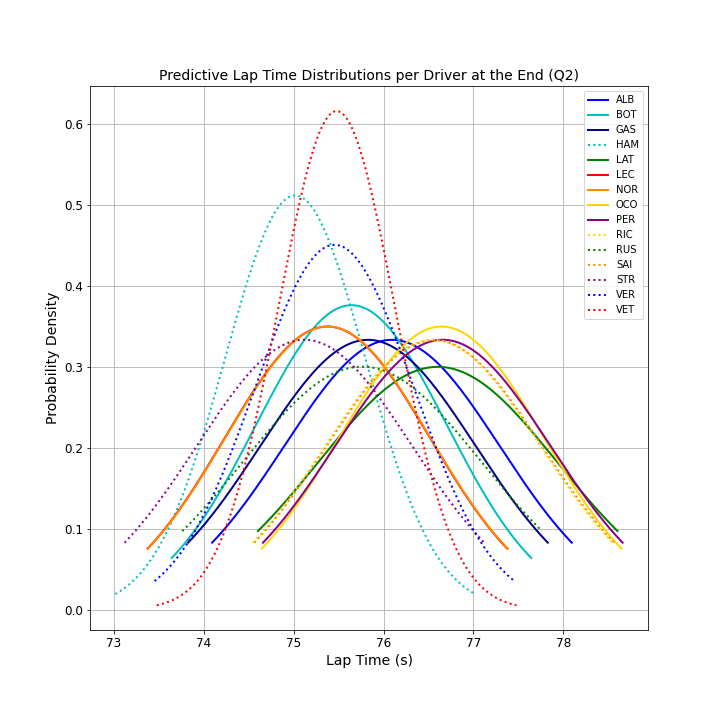 Predictive Lap Time Distributions per Driver at the End (Q2)
ALB
BOT
GAS
HAM
LAT
LEC
NOR
OCO
PER
RIC
RUS
SAI
STR
VER
VET
Probability Density
0.6
0.5
0.4
0.3
0.2
0.1
0.0
73 74 75 76 77 78
Lap Time (s)